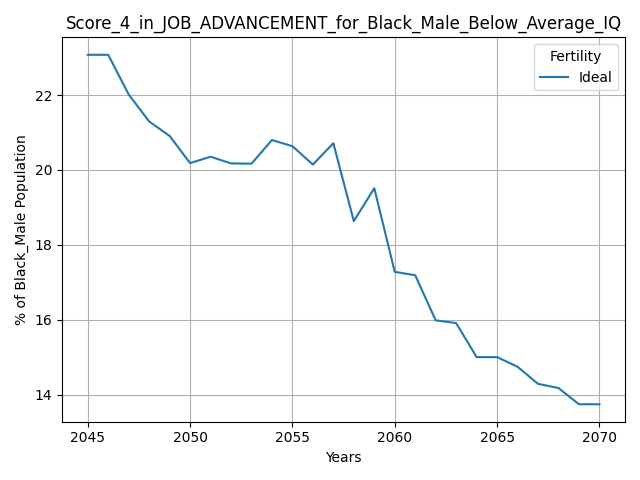 Score_4_in_JOB_ADVANCEMENT_for_Black_Male_Below_Average_IQ
Fertility
Ideal
% of Black_Male Population
22
20
18
16
14
2045 2050 2055 2060 2065 2070
Years